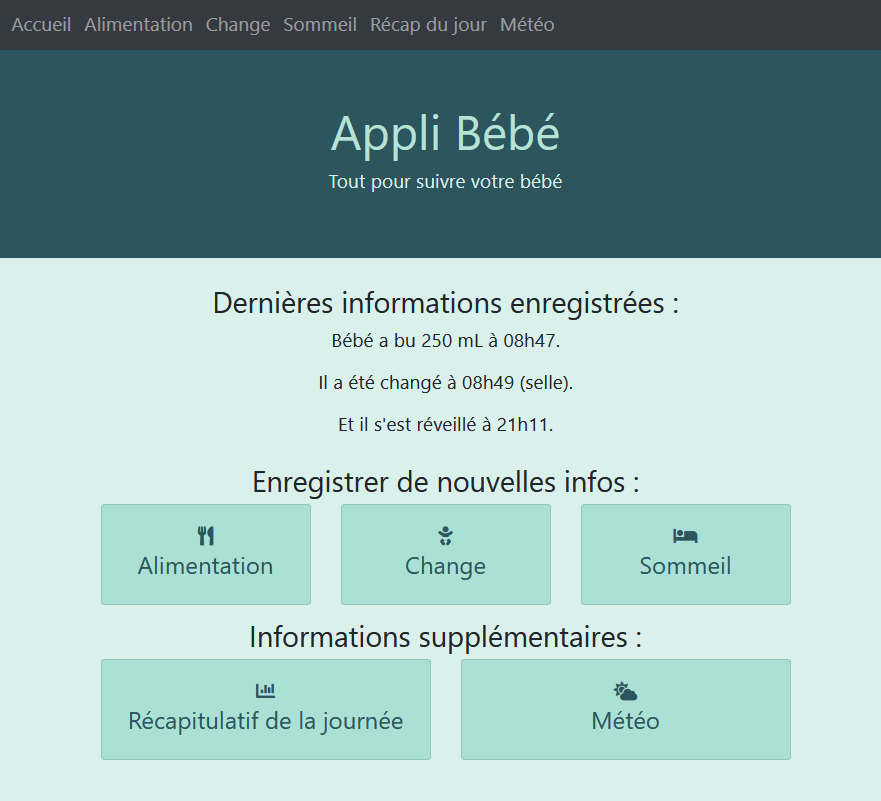 Accueil Alimentation Change Sommeil Récap du jour Météo
Appli Bébé
Tout pour suivre votre bébé
Dernières informations enregistrées :
Bébé a bu 250 mL à 08h47.
Il a été changé à 08h49 (selle).
Et il s'est réveillé à 21h11.
Enregistrer de nouvelles infos :
Alimentation
Change
Sommeil
Informations supplémentaires :
Récapitulatif de la journée
Météo